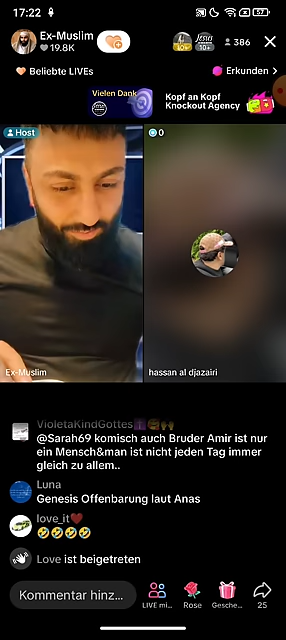 17:22
57
Ex-Muslim
19.8K
10+
386
Beliebte LIVEs
Erkunden
Vielen Dank
Kopf an Kopf
Knockout Agency
Host
0
Ex-Muslim
hassan al djazairi
VioletaKindGottes
@Sarah69 komisch auch Bruder Amir ist nur
ein Mensch&man ist nicht jeden Tag immer
gleich zu allem..
Luna
Genesis Offenbarung laut Anas
love_it❤️
🤣🤣🤣🤣
Love ist beigetreten
Kommentar hinz...
LIVE mi...
Rose
Gesche...
25